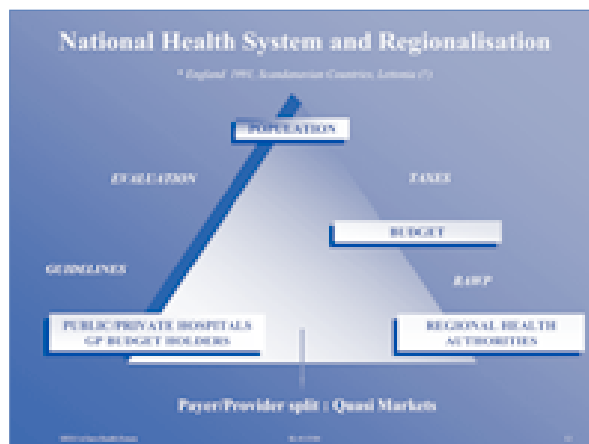 National Health System and Regionalisation
* England 1991, Scandinavian Countries, Lettonia (?)
POPULATION
EVALUATION
TAXES
BUDGET
GUIDELINES
RAWP
PUBLIC/PRIVATE HOSPITALS
GP BUDGET HOLDERS
REGIONAL HEALTH
AUTHORITIES
Payer/Provider split : Quasi Markets